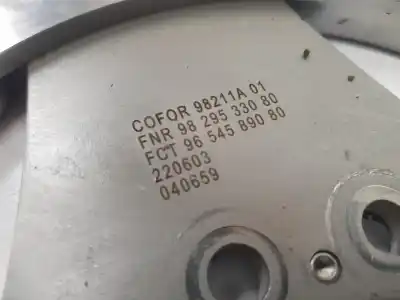 COFOR 98211A 01
FNR 98 295 330 80
FCT 96 545 890 80
220603
040659